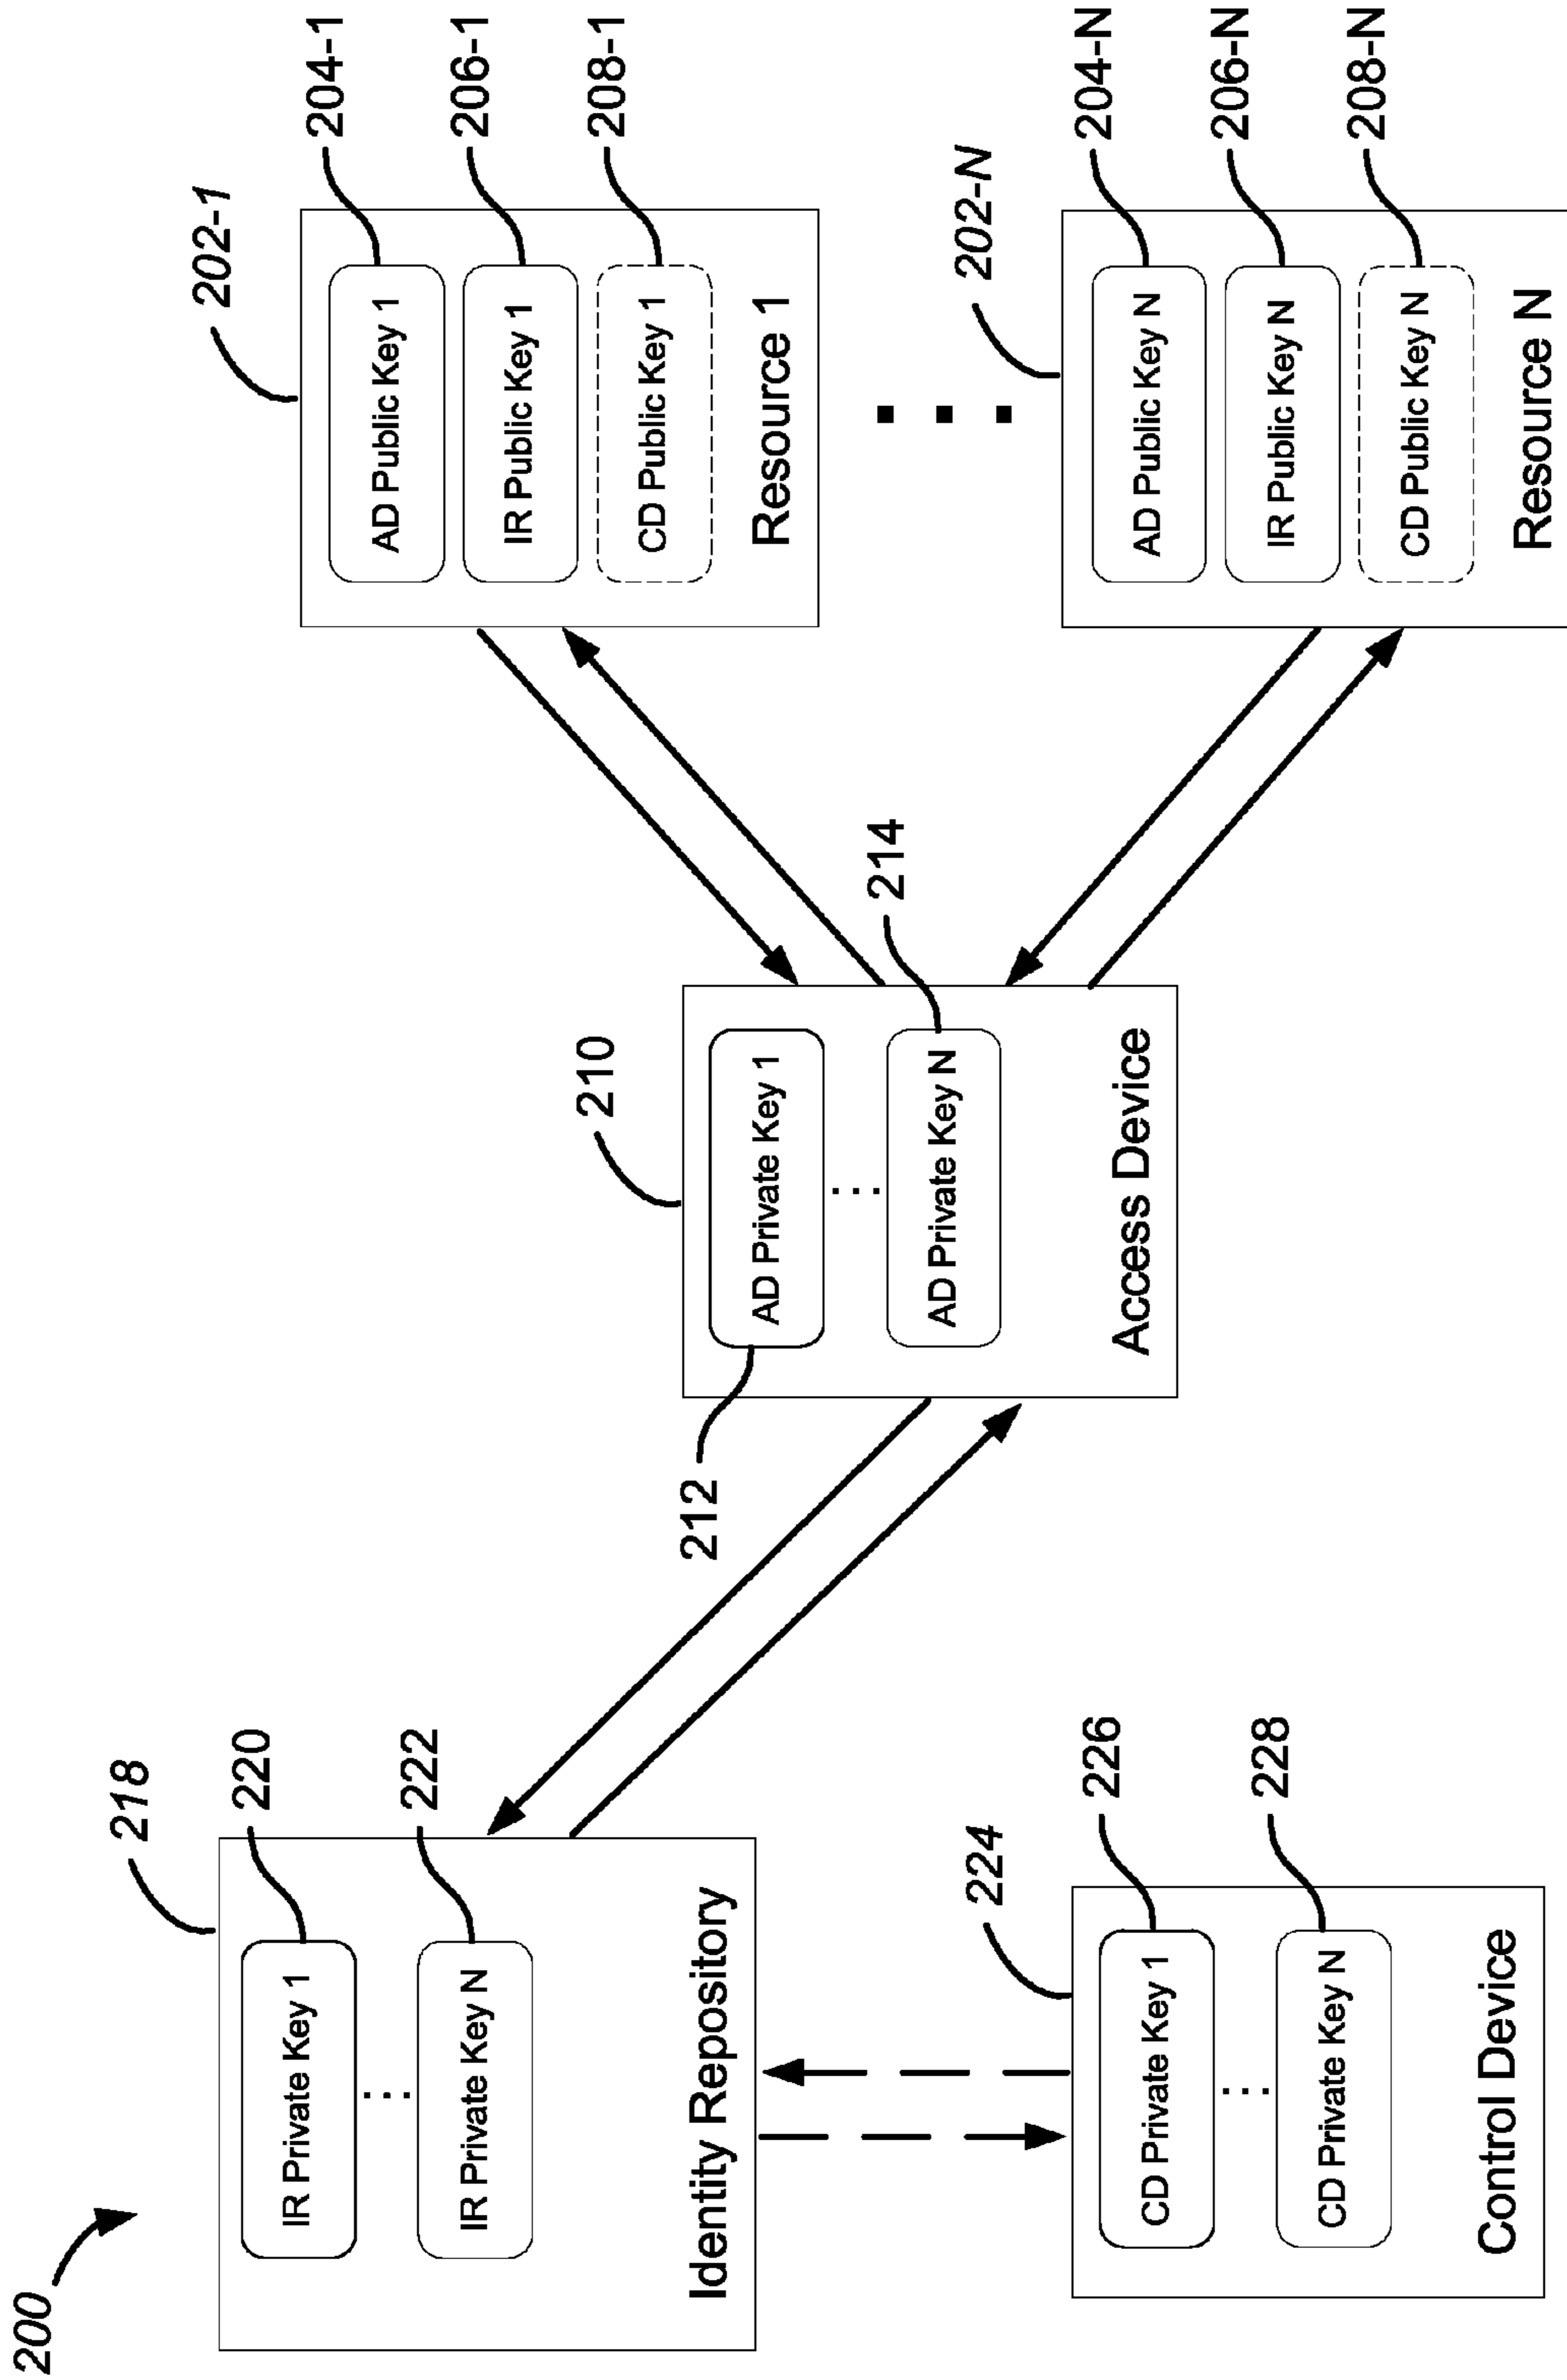 200
218
IR Private Key 1
220
...
IR Private Key N
222
Identity Repository
224
CD Private Key 1
226
...
CD Private Key N
228
Control Device
210
AD Private Key 1
212
...
AD Private Key N
214
Access Device
202-1
AD Public Key 1
204-1
IR Public Key 1
206-1
CD Public Key 1
208-1
Resource 1
202-N
AD Public Key N
204-N
IR Public Key N
206-N
CD Public Key N
208-N
Resource N